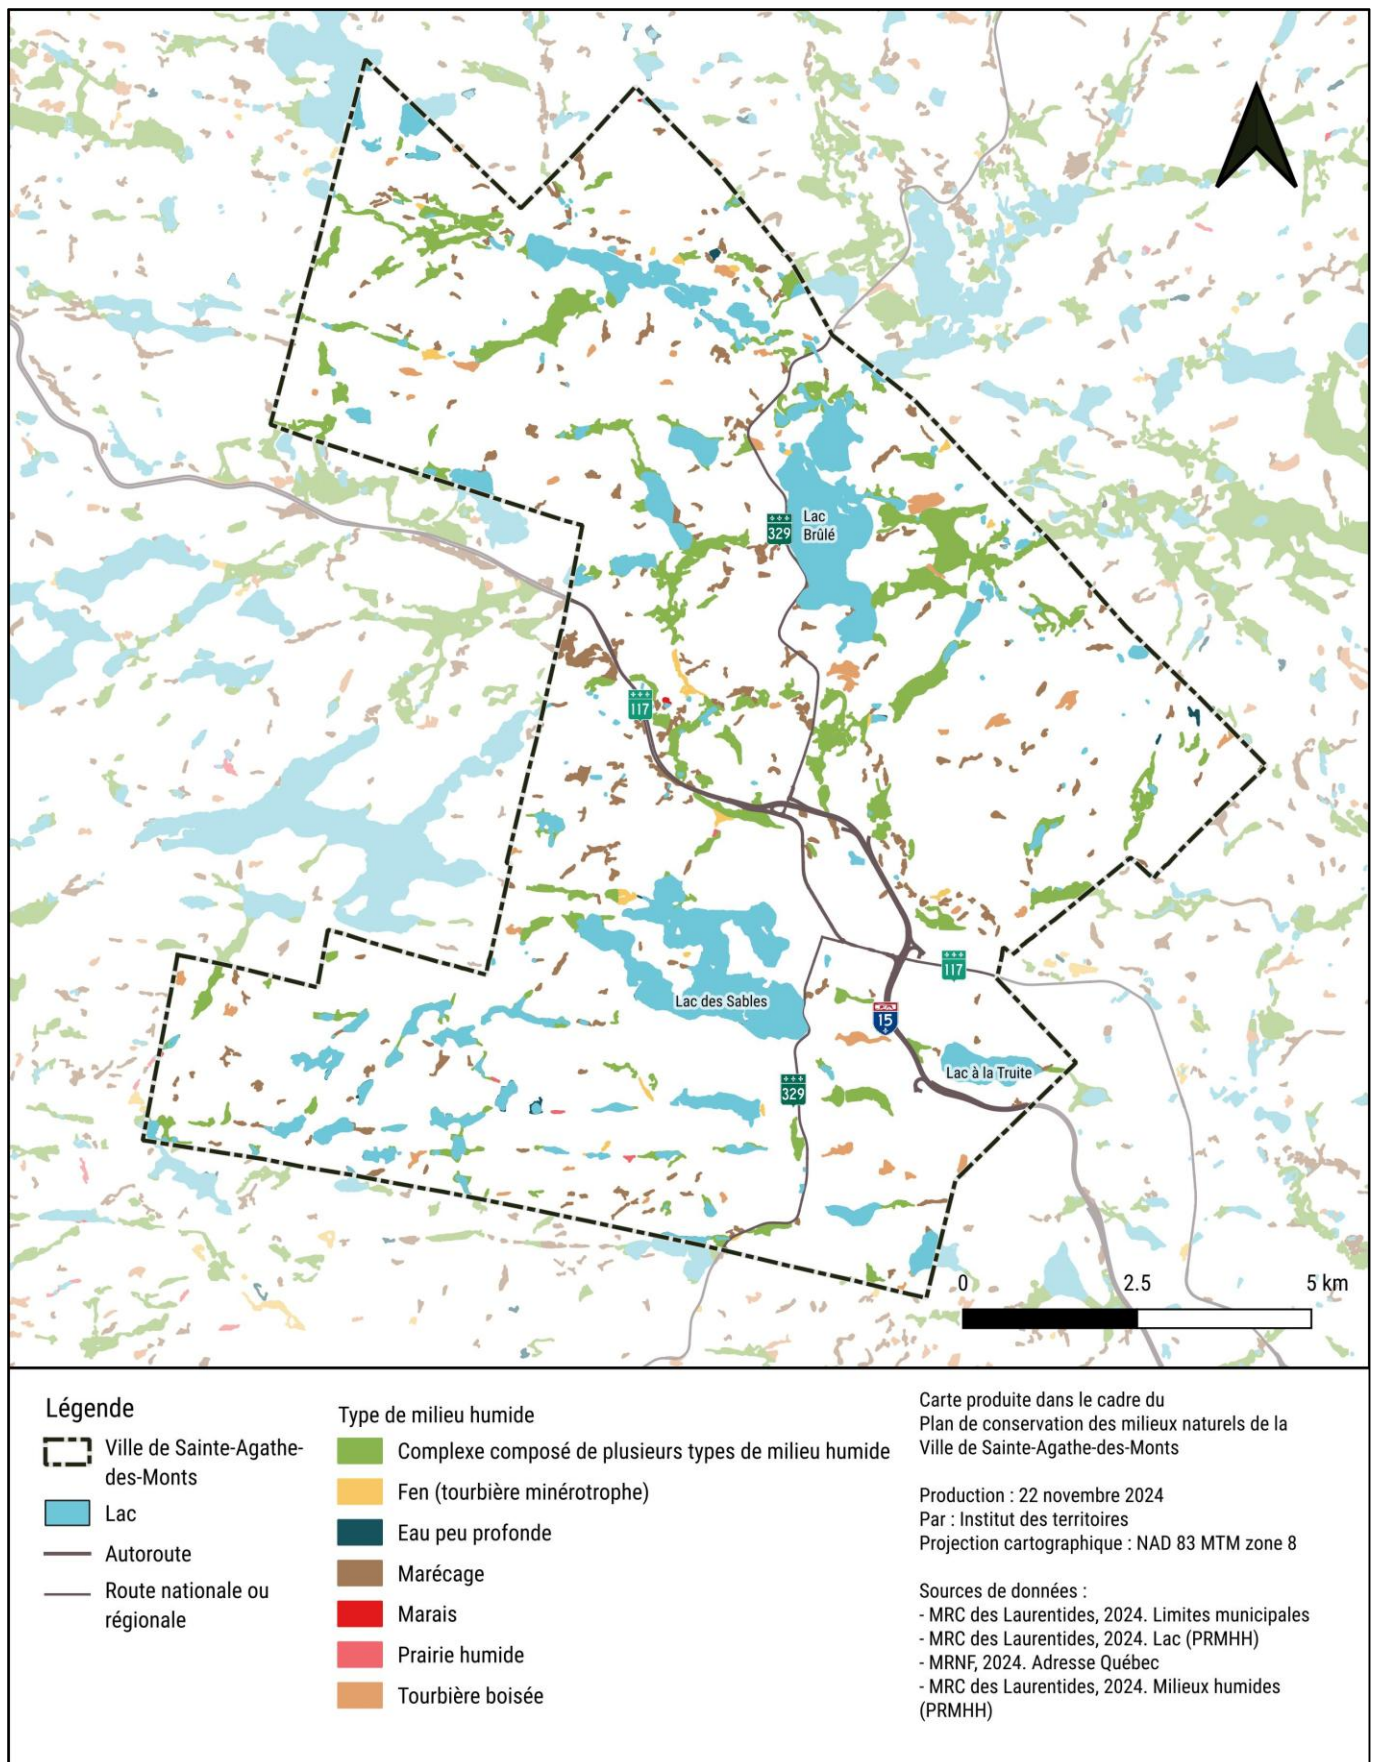 Lac
Brûlé
329
117
Lac des Sables
117
15
Lac à la Truite
329
0
2.5
5 km
Légende
Ville de Sainte-Agathe-
des-Monts
Lac
Autoroute
Route nationale ou
régionale
Type de milieu humide
Complexe composé de plusieurs types de milieu humide
Fen (tourbière minérotrophe)
Eau peu profonde
Marécage
Marais
Prairie humide
Tourbière boisée
Carte produite dans le cadre du
Plan de conservation des milieux naturels de la
Ville de Sainte-Agathe-des-Monts
Production : 22 novembre 2024
Par : Institut des territoires
Projection cartographique : NAD 83 MTM zone 8
Sources de données :
- MRC des Laurentides, 2024. Limites municipales
- MRC des Laurentides, 2024. Lac (PRMHH)
- MRNF, 2024. Adresse Québec
- MRC des Laurentides, 2024. Milieux humides
(PRMHH)